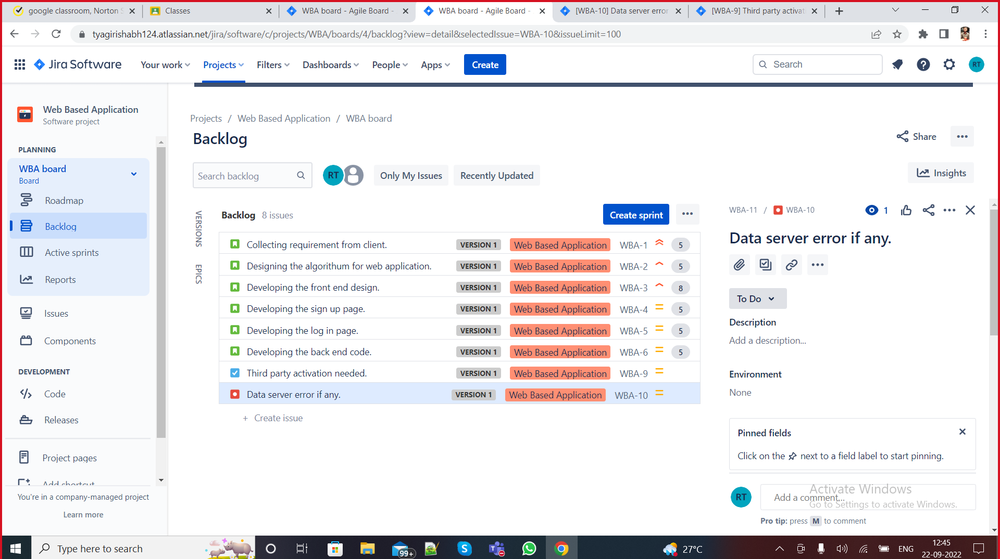 google classroom, Norton S
Classes
WBA board - Agile Board -
WBA board - Agile Board -
[WBA-10] Data server error
[WBA-9] Third party activat
tyagirishabh124.atlassian.net/jira/software/c/projects/WBA/boards/4/backlog?view=detail&selectedIssue=WBA-10&issueLimit=100
Jira Software
Your work
Projects
Filters
Dashboards
People
Apps
Create
Search
RT
Web Based Application
Software project
PLANNING
WBA board
Board
Roadmap
Backlog
Active sprints
Reports
Issues
Components
DEVELOPMENT
Code
Releases
Project pages
Add shortcut
You're in a company-managed project
Learn more
Projects / Web Based Application / WBA board
Backlog
Share
Search backlog
RT
Only My Issues
Recently Updated
Insights
VERSIONS
EPICS
Backlog 8 issues
Create sprint
Collecting requirement from client. VERSION 1 Web Based Application WBA-1 5
Designing the algorithum for web application. VERSION 1 Web Based Application WBA-2 5
Developing the front end design. VERSION 1 Web Based Application WBA-3 8
Developing the sign up page. VERSION 1 Web Based Application WBA-4 5
Developing the log in page. VERSION 1 Web Based Application WBA-5 5
Developing the back end code. VERSION 1 Web Based Application WBA-6 5
Third party activation needed. VERSION 1 Web Based Application WBA-9
Data server error if any. VERSION 1 Web Based Application WBA-10
+ Create issue
WBA-11 / WBA-10
1
Data server error if any.
To Do
Description
Add a description...
Environment
None
Pinned fields
Click on the next to a field label to start pinning.
RT
Add a comment...
Pro tip: press M to comment
Activate Windows
Go to Settings to activate Windows.
Type here to search
99+
27°C
ENG
12:45
22-09-2022